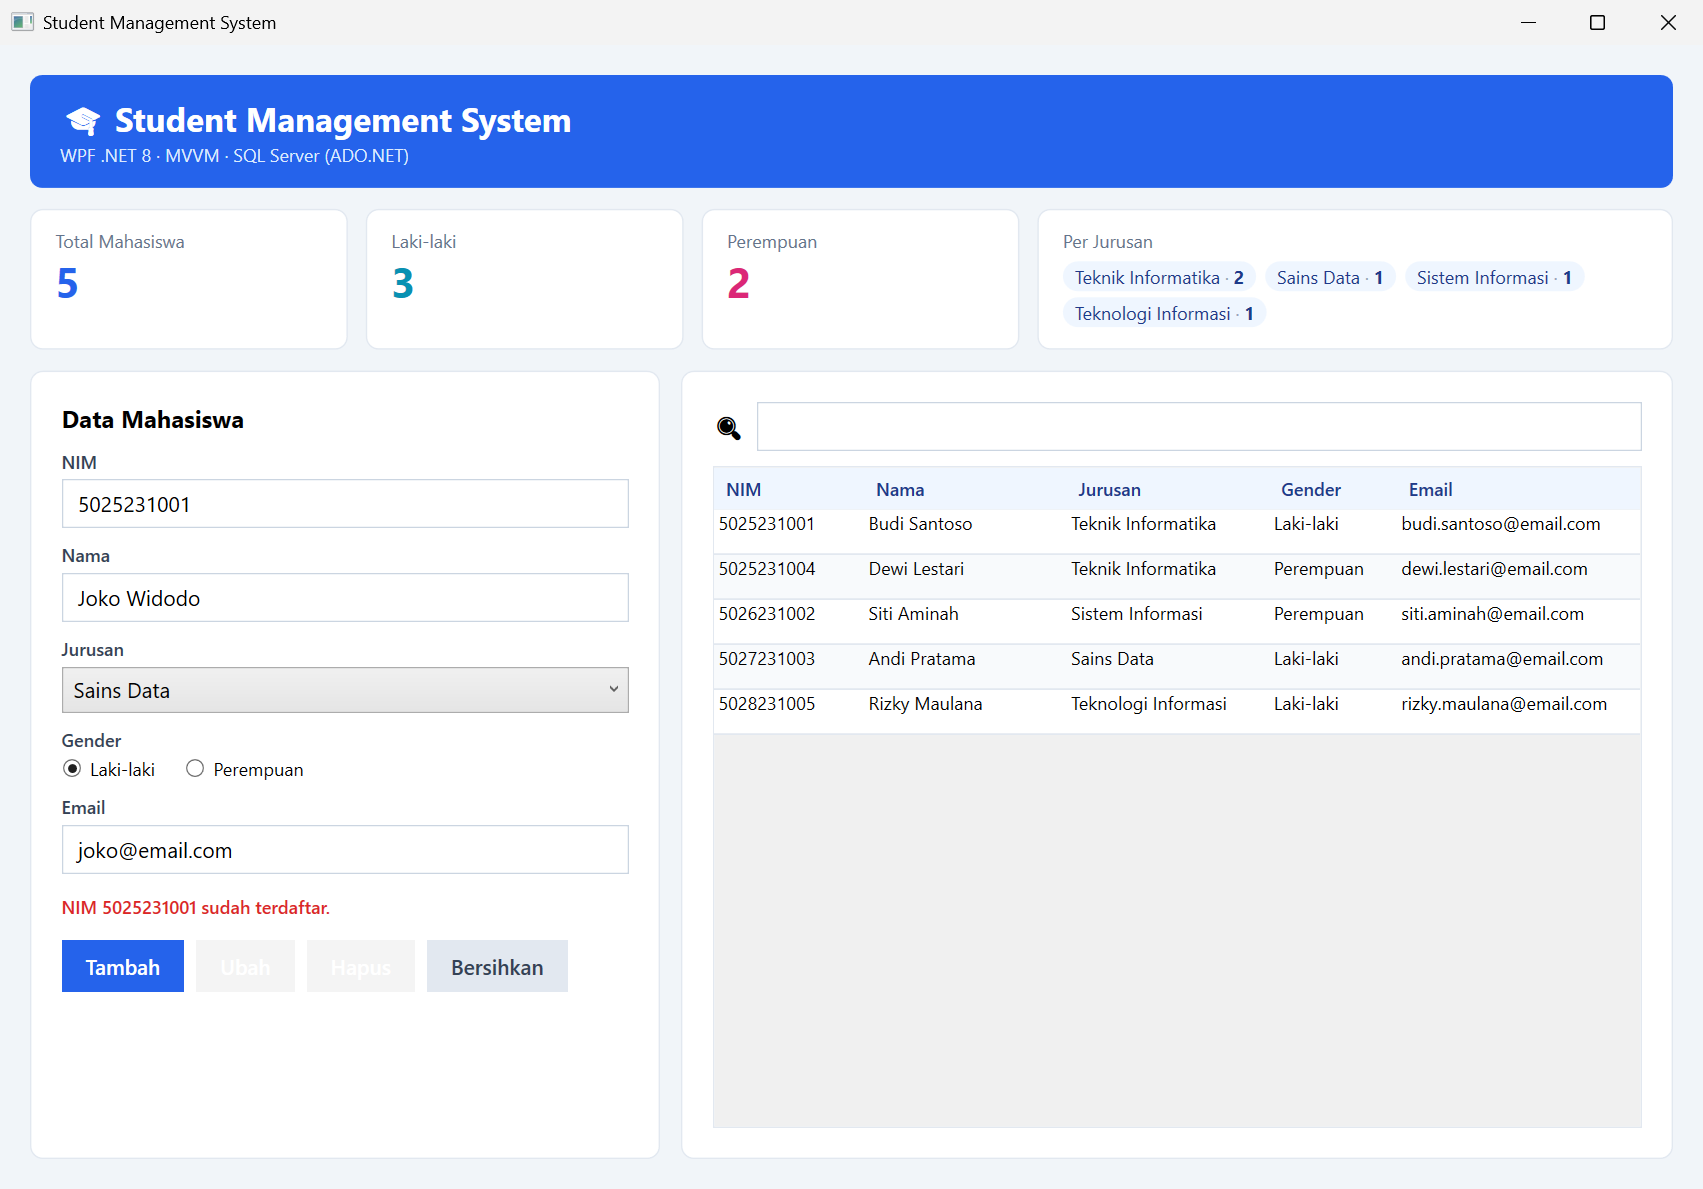 Student Management System
Student Management System
WPF .NET 8 · MVVM · SQL Server (ADO.NET)
Total Mahasiswa
5
Laki-laki
3
Perempuan
2
Per Jurusan
Teknik Informatika · 2 Sains Data · 1 Sistem Informasi · 1
Teknologi Informasi · 1
Data Mahasiswa
NIM
5025231001
Nama
Joko Widodo
Jurusan
Sains Data
Gender
Laki-laki Perempuan
Email
joko@email.com
NIM 5025231001 sudah terdaftar.
Tambah Ubah Hapus Bersihkan
NIM Nama Jurusan Gender Email
5025231001 Budi Santoso Teknik Informatika Laki-laki budi.santoso@email.com
5025231004 Dewi Lestari Teknik Informatika Perempuan dewi.lestari@email.com
5026231002 Siti Aminah Sistem Informasi Perempuan siti.aminah@email.com
5027231003 Andi Pratama Sains Data Laki-laki andi.pratama@email.com
5028231005 Rizky Maulana Teknologi Informasi Laki-laki rizky.maulana@email.com